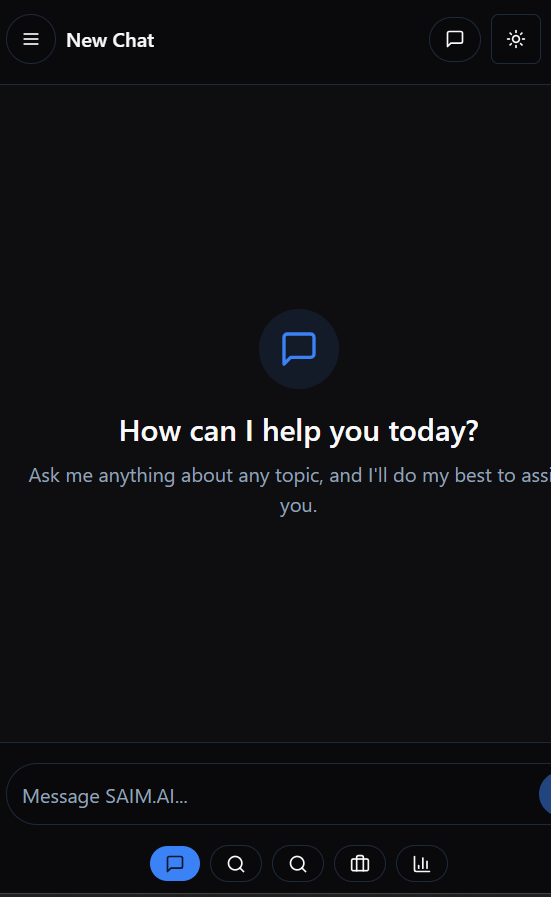 New Chat
How can I help you today?
Ask me anything about any topic, and I'll do my best to assi
you.
Message SAIM.AI...